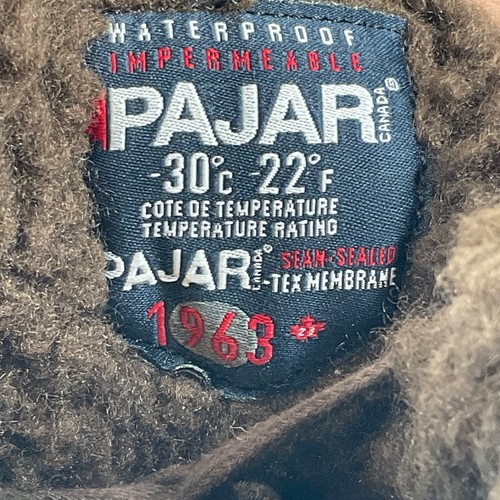 WATERPROOF
IMPERMEABLE
PAJAR CANADA
-30°C -22°F
COTE DE TEMPERATURE
TEMPERATURE RATING
PAJAR CANADA SEAM-SEALED
-TEX MEMBRANE
1963